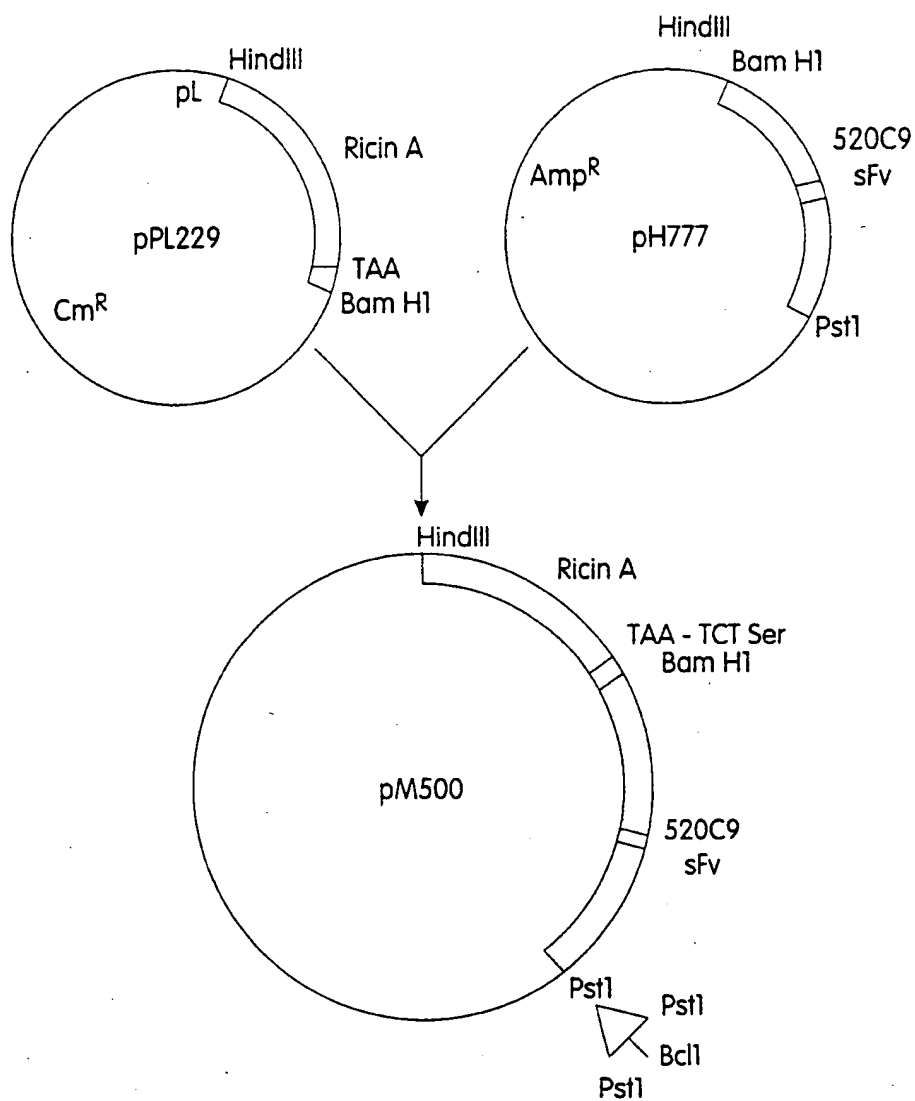 HindIII
pL
Ricin A
pPL229
TAA
CmR
Bam H1
HindIII
Bam H1
520C9
sFv
AmpR
pH777
Pst1
HindIII
Ricin A
TAA - TCT Ser
Bam H1
pM500
520C9
sFv
Pst1
Pst1
Bcl1
Pst1